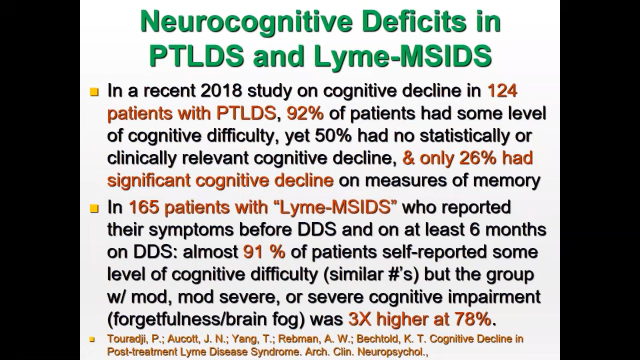 Neurocognitive Deficits in
PTLDS and Lyme-MSIDS
In a recent 2018 study on cognitive decline in 124
patients with PTLDS, 92% of patients had some level
of cognitive difficulty, yet 50% had no statistically or
clinically relevant cognitive decline, & only 26% had
significant cognitive decline on measures of memory
In 165 patients with “Lyme-MSIDS” who reported
their symptoms before DDS and on at least 6 months
on DDS: almost 91 % of patients self-reported some
level of cognitive difficulty (similar #’s) but the group
w/ mod, mod severe, or severe cognitive impairment
(forgetfulness/brain fog) was 3X higher at 78%.
Touradji, P.; Aucott, J. N.; Yang, T.; Rebman, A. W.; Bechtold, K. T. Cognitive Decline in
Post-treatment Lyme Disease Syndrome. Arch. Clin. Neuropsychol.,